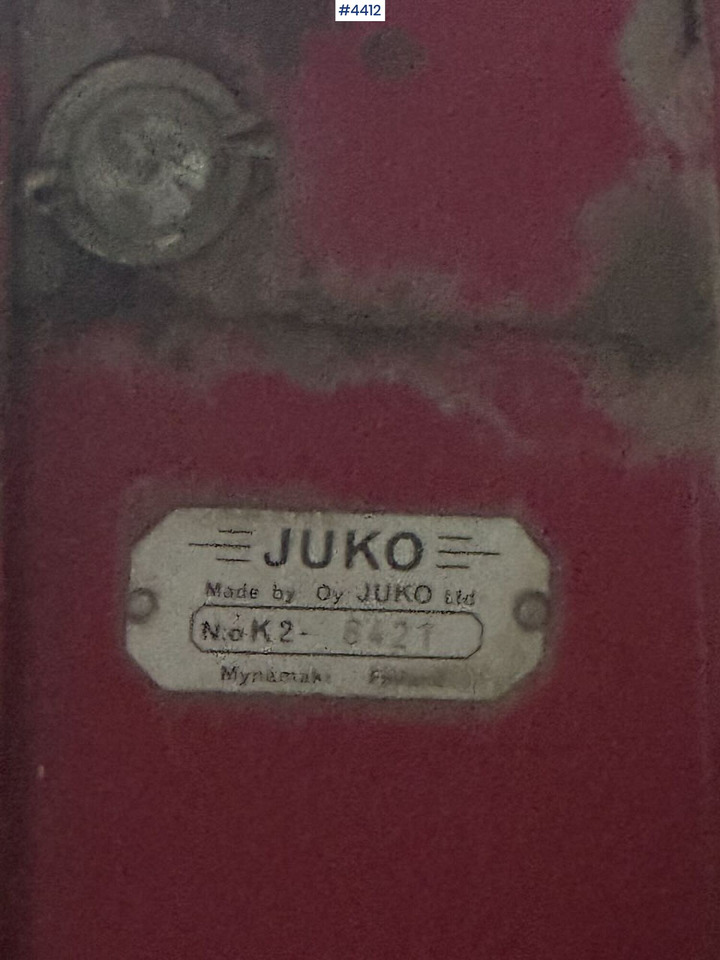 #4412
JUKO
Made by Oy JUKO Ltd
No K2- 6421
Mynämäki Finland